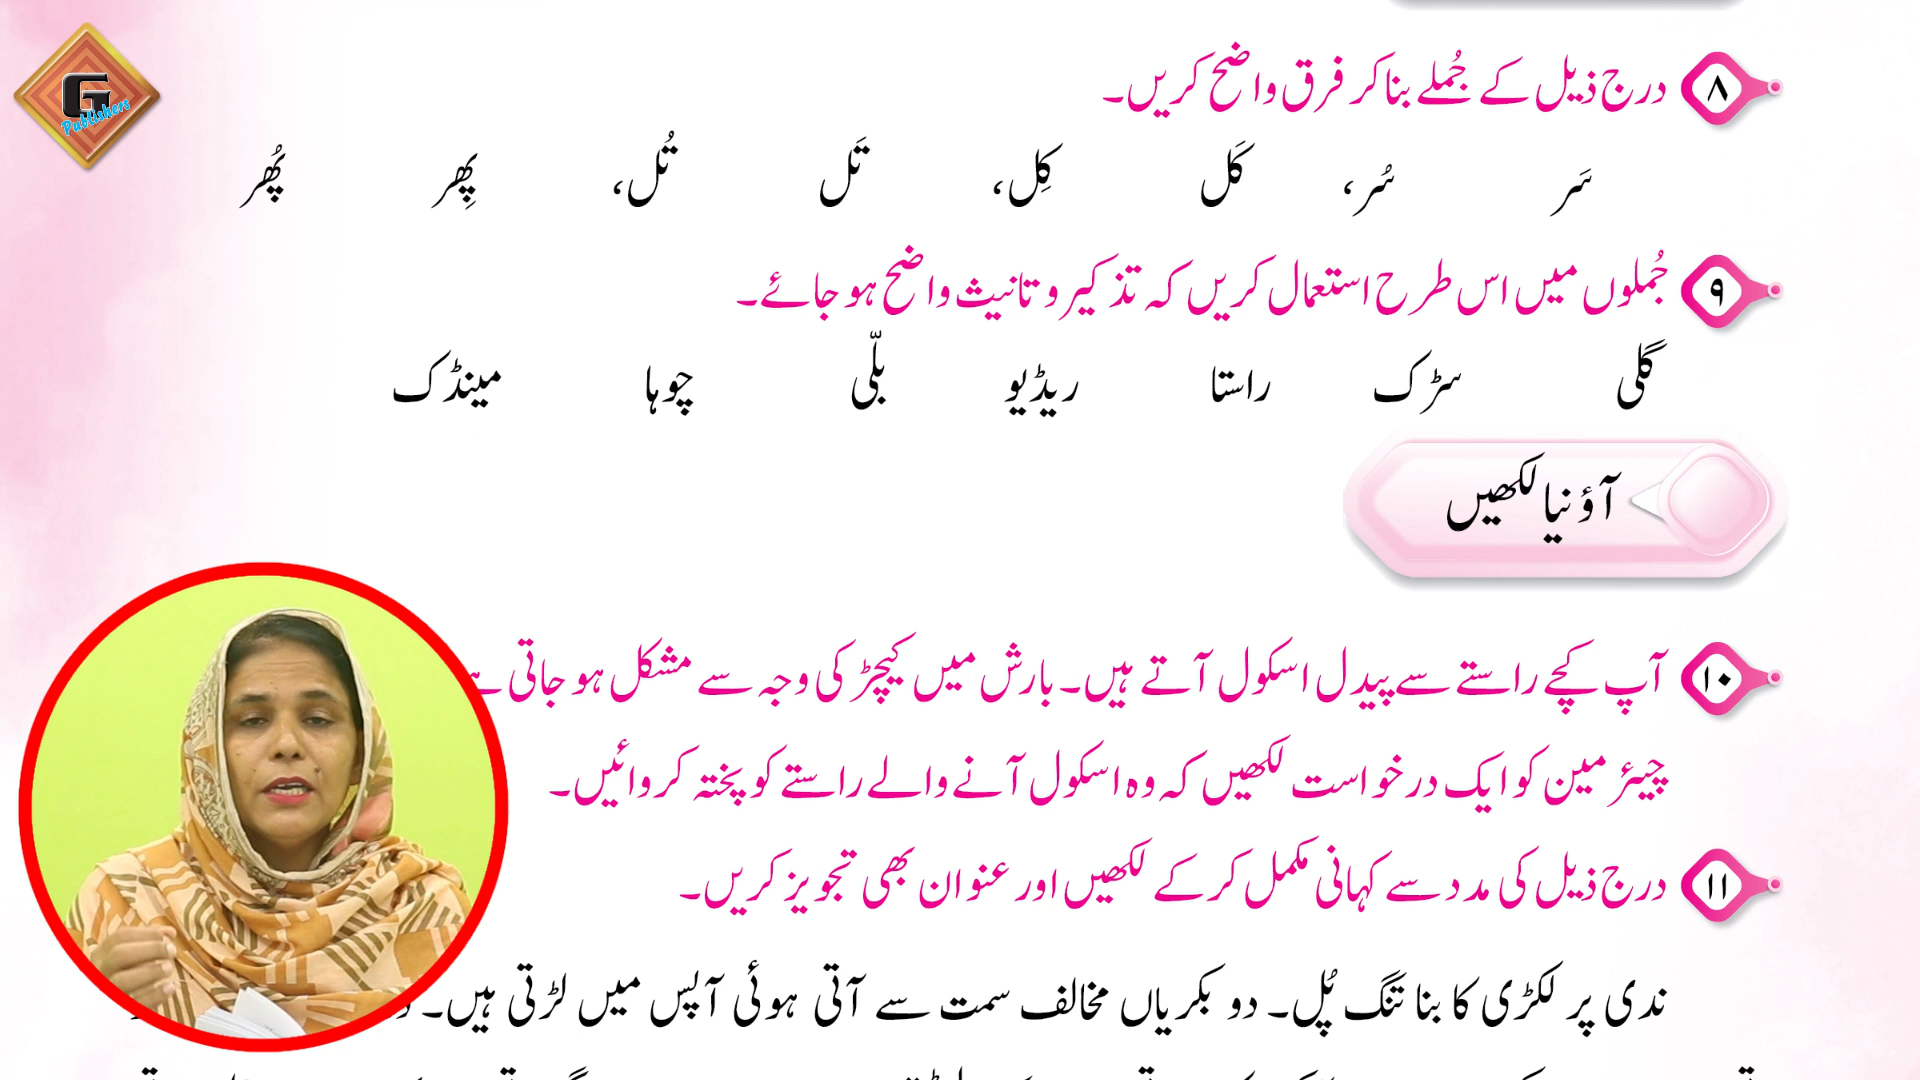 G Publishers
۸ درج ذیل کے جُملے بنا کر فرق واضح کریں۔
سَر سُر، گَل گِل، تَل تُل، پِھر پُھر
۹ جُملوں میں اس طرح استعمال کریں کہ تذکیر و تانیث واضح ہو جائے۔
گلی سڑک راستا ریڈیو بلّی چوہا مینڈک
آؤ نیا لکھیں
۱۰ آپ کچے راستے سے پیدل اسکول آتے ہیں۔ بارش میں کیچڑ کی وجہ سے مشکل ہو جاتی
چیئر مین کو ایک درخواست لکھیں کہ وہ اسکول آنے والے راستے کو پختہ کروائیں۔
۱۱ درج ذیل کی مدد سے کہانی مکمل کر کے لکھیں اور عنوان بھی تجویز کریں۔
ندی پر لکڑی کا بنا تنگ پُل۔ دو بکریاں مخالف سمت سے آتی ہوئی آپس میں لڑتی ہیں۔